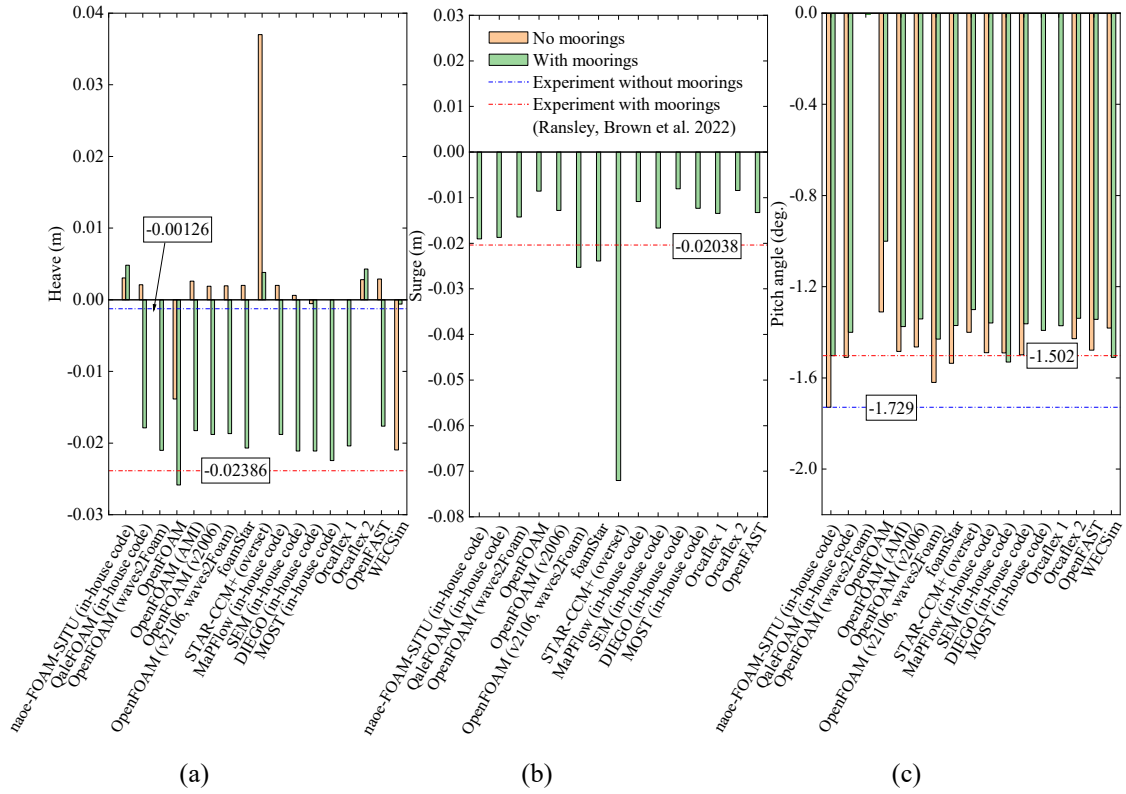 0.04
0.03
0.02
0.01
0.00
-0.01
-0.02
-0.03
Heave (m)
-0.00126
-0.02386
naoe-FOAM-SJTU (in-house code)
QaleFOAM (in-house code)
OpenFOAM (waves2Foam)
OpenFOAM
OpenFOAM (AMI)
OpenFOAM (v2006)
OpenFOAM (v2106, waves2Foam)
foamStar
STAR-CCM+ (overset)
MaPFlow (in-house code)
SEM (in-house code)
DIEGO (in-house code)
MOST (in-house code)
Orcaflex 1
Orcaflex 2
OpenFAST
WECSim
(a)
0.03
0.02
0.01
0.00
-0.01
-0.02
-0.03
-0.04
-0.05
-0.06
-0.07
-0.08
Surge (m)
No moorings
With moorings
Experiment without moorings
Experiment with moorings
(Ransley, Brown et al. 2022)
-0.02038
naoe-FOAM-SJTU (in-house code)
QaleFOAM (in-house code)
OpenFOAM (waves2Foam)
OpenFOAM
OpenFOAM (v2006)
OpenFOAM (v2106, waves2Foam)
foamStar
STAR-CCM+ (overset)
MaPFlow (in-house code)
SEM (in-house code)
DIEGO (in-house code)
MOST (in-house code)
Orcaflex 1
Orcaflex 2
OpenFAST
(b)
0.0
-0.4
-0.8
-1.2
-1.6
-2.0
Pitch angle (deg.)
-1.502
-1.729
naoe-FOAM-SJTU (in-house code)
QaleFOAM (in-house code)
OpenFOAM (waves2Foam)
OpenFOAM
OpenFOAM (AMI)
OpenFOAM (v2006)
OpenFOAM (v2106, waves2Foam)
foamStar
STAR-CCM+ (overset)
MaPFlow (in-house code)
SEM (in-house code)
DIEGO (in-house code)
MOST (in-house code)
Orcaflex 1
Orcaflex 2
OpenFAST
WECSim
(c)